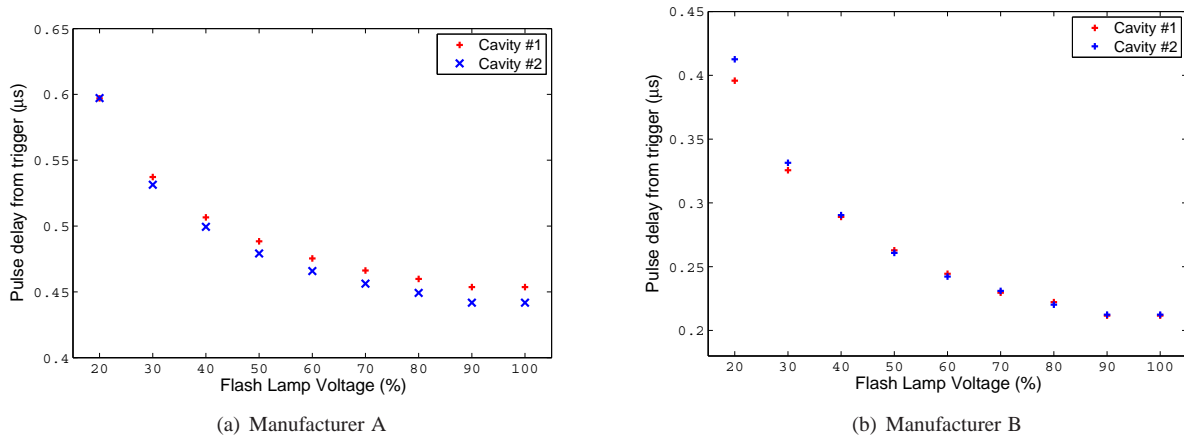 0.65
0.6
0.55
0.5
0.45
0.4
Pulse delay from trigger (μs)
Cavity #1
Cavity #2
20 30 40 50 60 70 80 90 100
Flash Lamp Voltage (%)
(a) Manufacturer A
0.45
0.4
0.35
0.3
0.25
0.2
Pulse delay from trigger (μs)
Cavity #1
Cavity #2
20 30 40 50 60 70 80 90 100
Flash Lamp Voltage (%)
(b) Manufacturer B